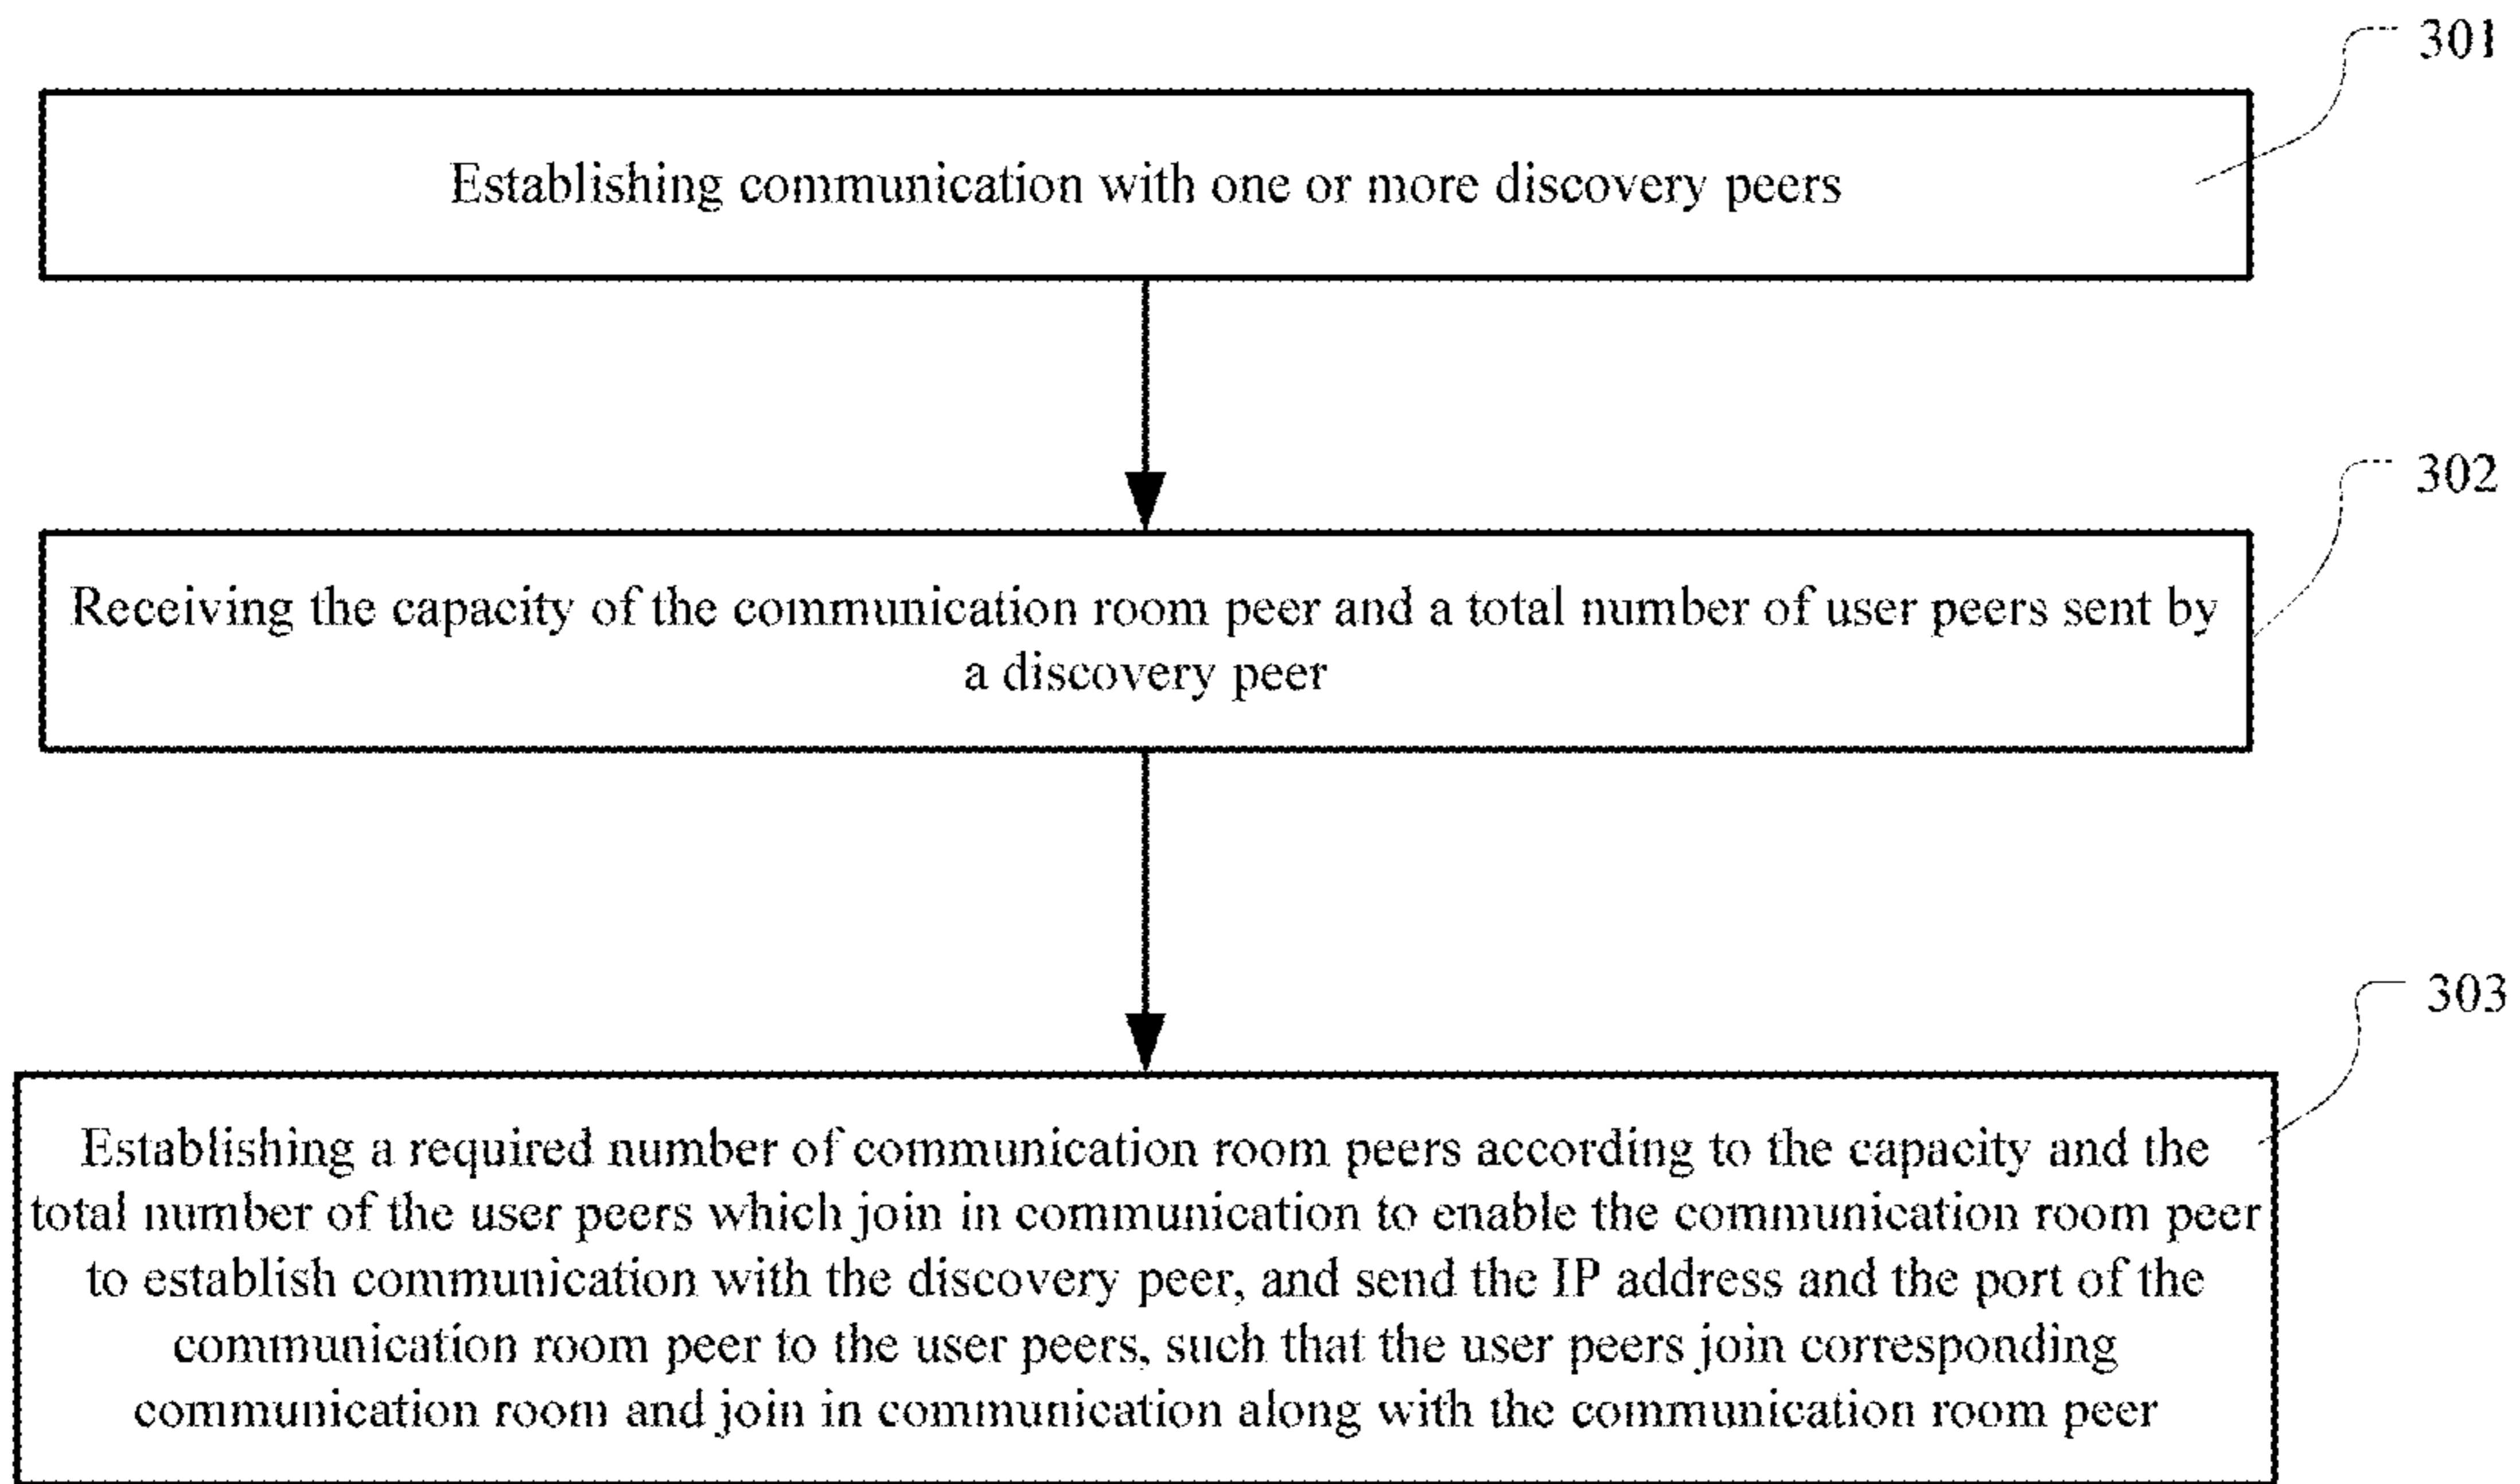 301
Establishing communication with one or more discovery peers
302
Receiving the capacity of the communication room peer and a total number of user peers sent by
a discovery peer
303
Establishing a required number of communication room peers according to the capacity and the
total number of the user peers which join in communication to enable the communication room peer
to establish communication with the discovery peer, and send the IP address and the port of the
communication room peer to the user peers, such that the user peers join corresponding
communication room and join in communication along with the communication room peer